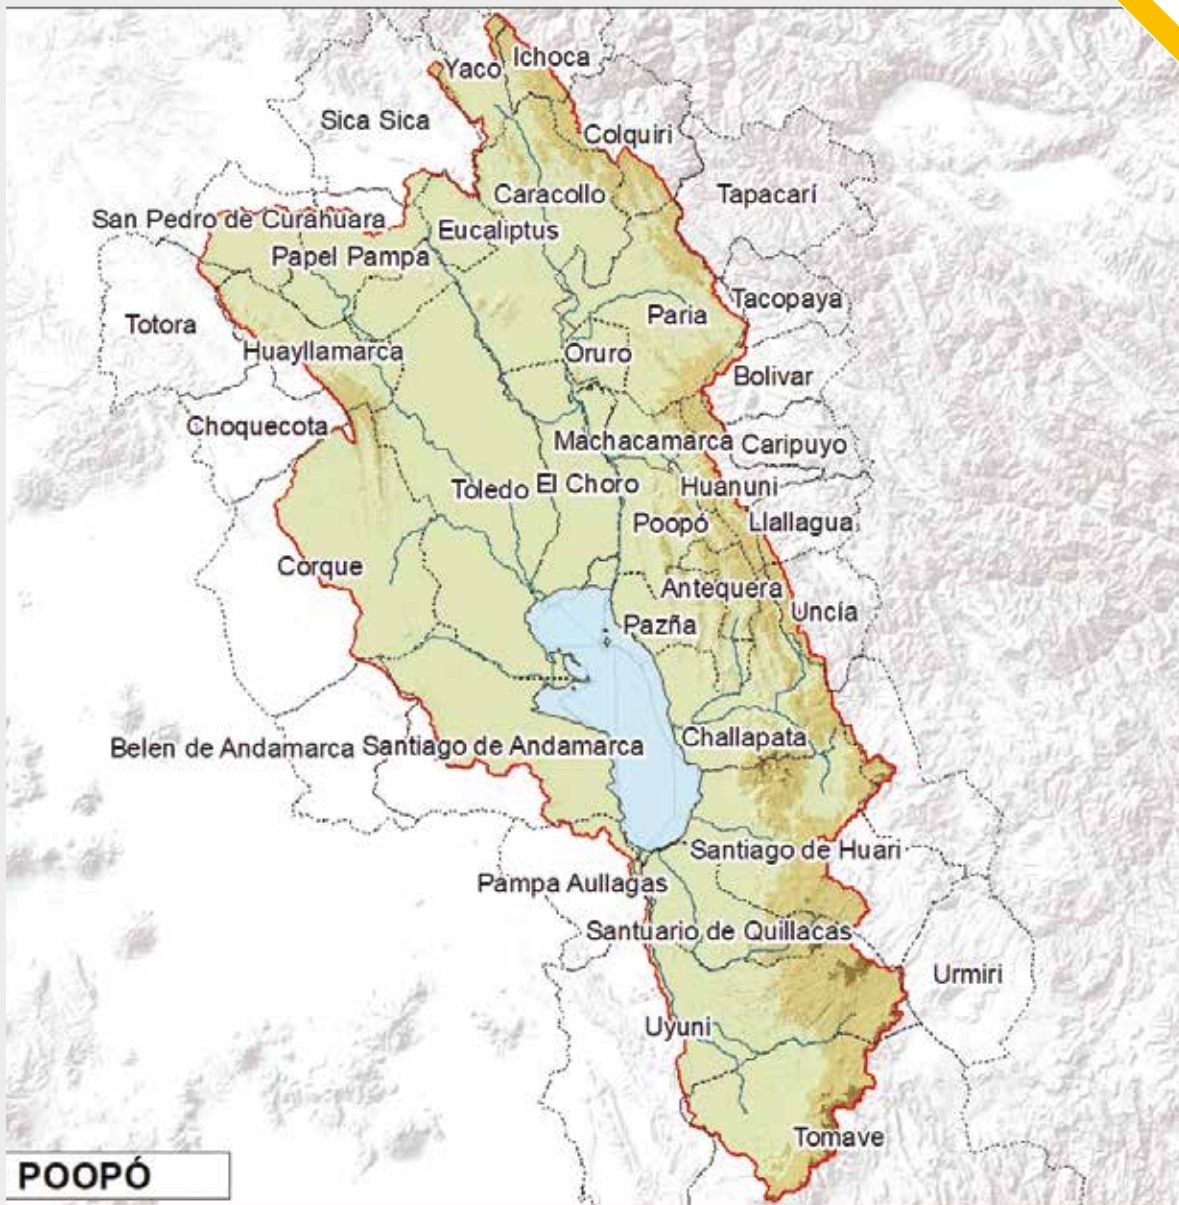 Ichoca
Yaco
Sica Sica
Colquiri
Caracollo
Tapacarí
San Pedro de Curahuara
Eucaliptus
Papel Pampa
Tacopaya
Paria
Totora
Huayllamarca
Oruro
Bolivar
Choquecota
Machacamarca
Caripuyo
Toledo
El Choro
Huanuni
Poopó
Llallagua
Corque
Antequera
Uncía
Pazña
Challapata
Belen de Andamarca
Santiago de Andamarca
Santiago de Huari
Pampa Aullagas
Santuario de Quillacas
Urmiri
Uyuni
Tomave
POOPÓ